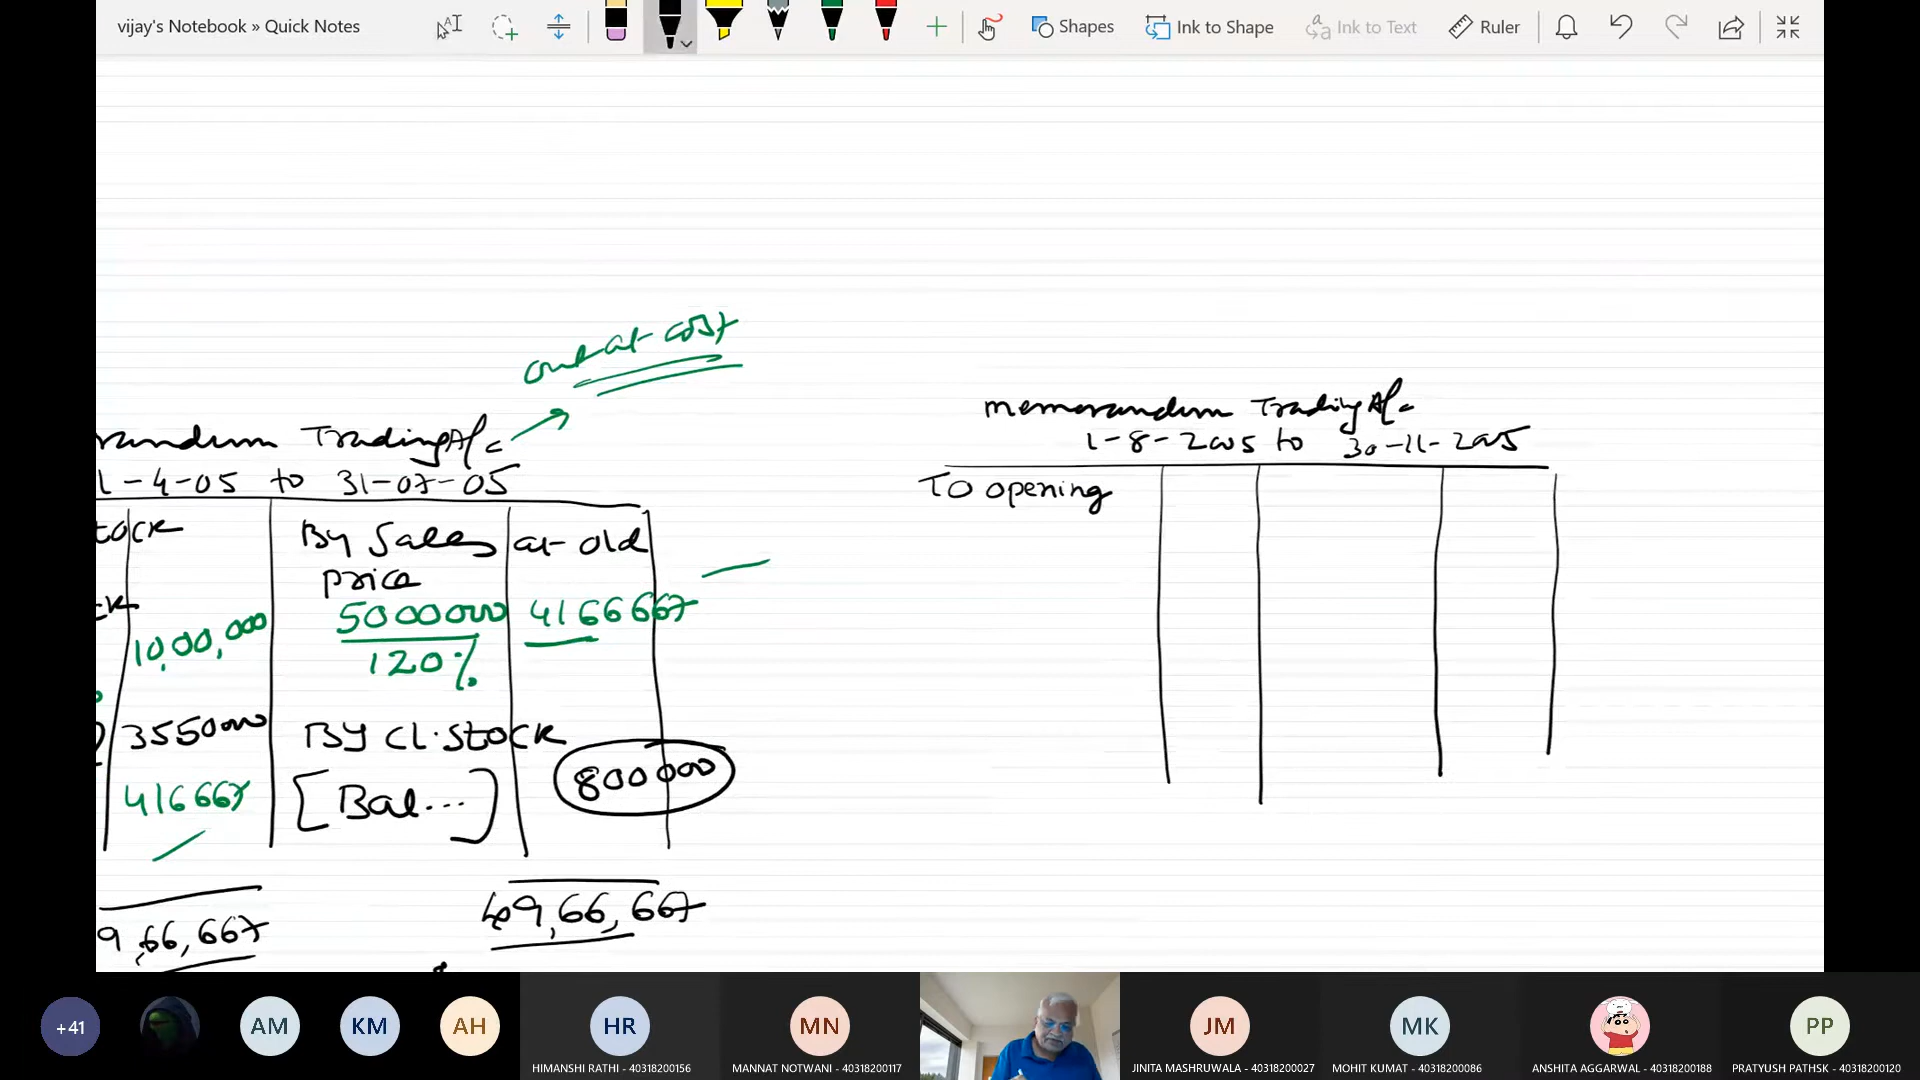 vijay's Notebook » Quick Notes
Shapes
Ink to Shape
Ink to Text
Ruler
at cost
randum Trading A/c
1-4-05 to 31-07-05
tock
By Sales at old
price
ck
10,00,000
5000000
4166667
120%
3550000
By cl. stock
416667
[Bal...]
800000
9,66,667
49,66,667
memorandum Trading A/c
1-8-2005 to 30-11-2005
To opening
+41
AM
KM
AH
HR
HIMANSHI RATHI - 40318200156
MN
MANNAT NOTWANI - 40318200117
JM
JINITA MASHRUWALA - 40318200027
MK
MOHIT KUMAT - 40318200086
ANSHITA AGGARWAL - 40318200188
PP
PRATYUSH PATHSK - 40318200120